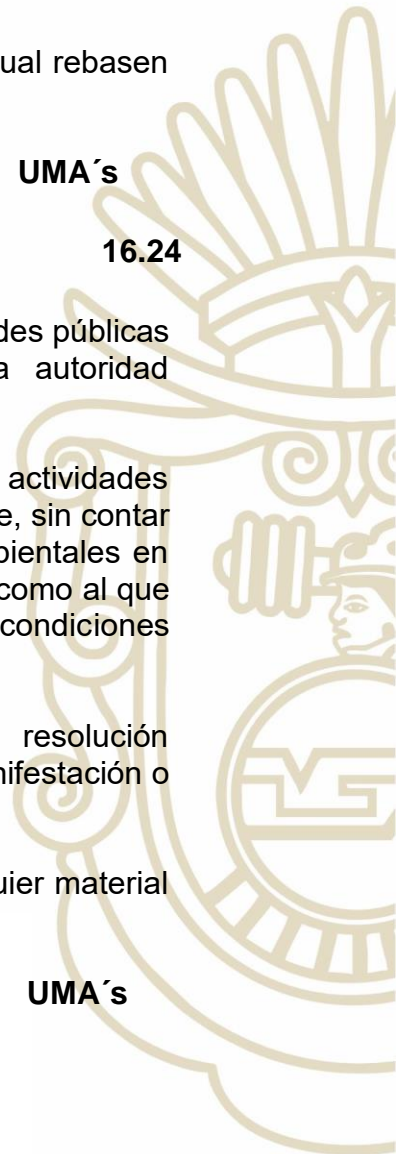 ual rebasen
UMA´s
16.24
des públicas
a autoridad
actividades
e, sin contar
bientales en
como al que
condiciones
resolución
nifestación o
uier material
UMA´s